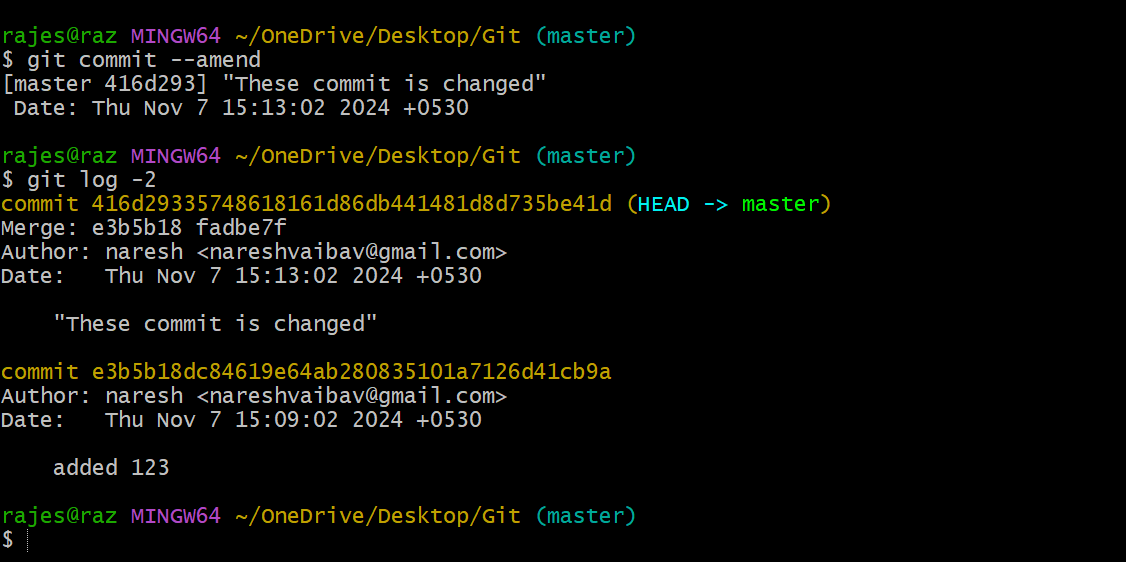 rajes@raz MINGW64 ~/OneDrive/Desktop/Git (master)
$ git commit --amend
[master 416d293] "These commit is changed"
 Date: Thu Nov 7 15:13:02 2024 +0530
rajes@raz MINGW64 ~/OneDrive/Desktop/Git (master)
$ git log -2
commit 416d29335748618161d86db441481d8d735be41d (HEAD -> master)
Merge: e3b5b18 fadbe7f
Author: naresh <nareshvaibav@gmail.com>
Date:   Thu Nov 7 15:13:02 2024 +0530
    "These commit is changed"
commit e3b5b18dc84619e64ab280835101a7126d41cb9a
Author: naresh <nareshvaibav@gmail.com>
Date:   Thu Nov 7 15:09:02 2024 +0530
    added 123
rajes@raz MINGW64 ~/OneDrive/Desktop/Git (master)
$